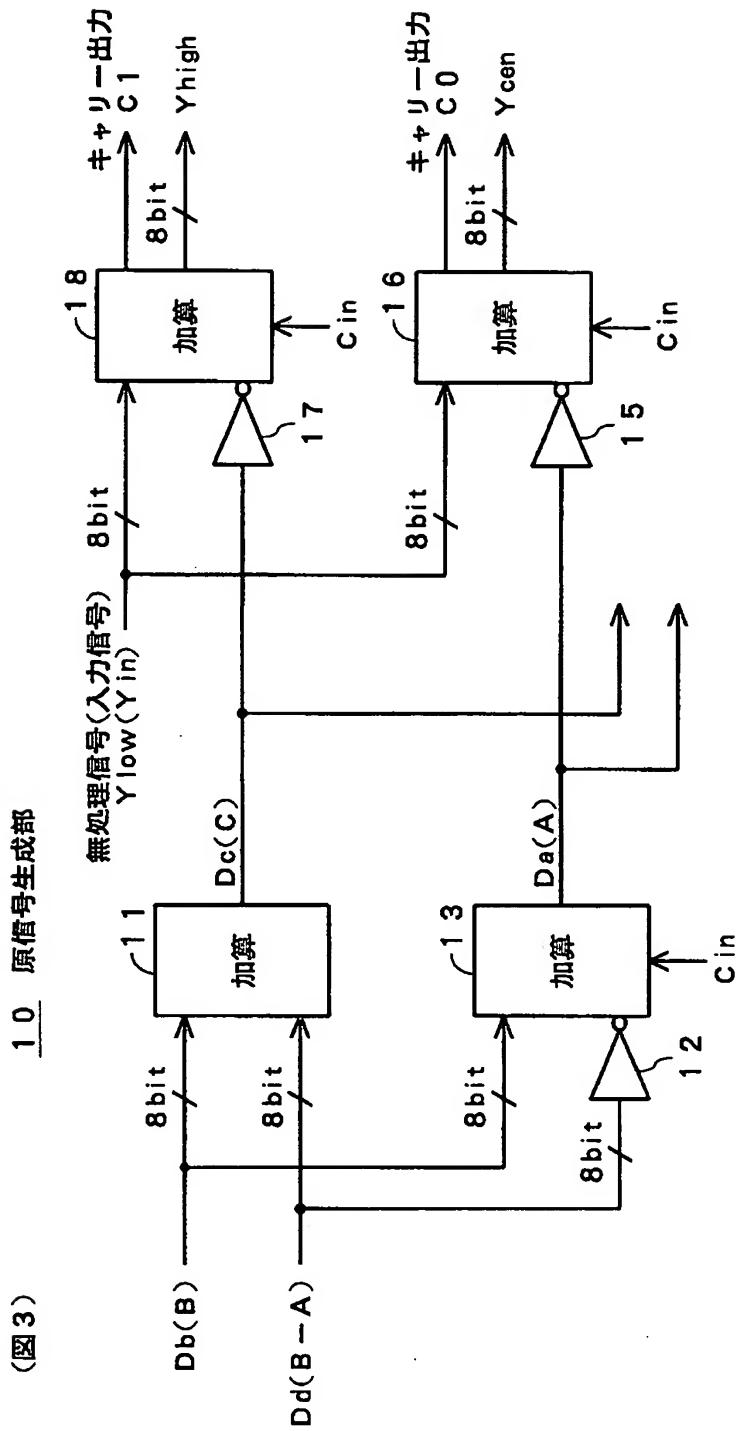 (図3)
10 原信号生成部
無処理信号(入力信号)
Ylow(Yin)
Db(B)
Dd(B-A)
8bit
8bit
11
加算
Dc(C)
8bit
8bit
12
13
加算
Cin
Da(A)
8bit
17
18
加算
Cin
キャリー出力
C1
8bit
Yhigh
8bit
15
16
加算
Cin
キャリー出力
C0
8bit
Ycen